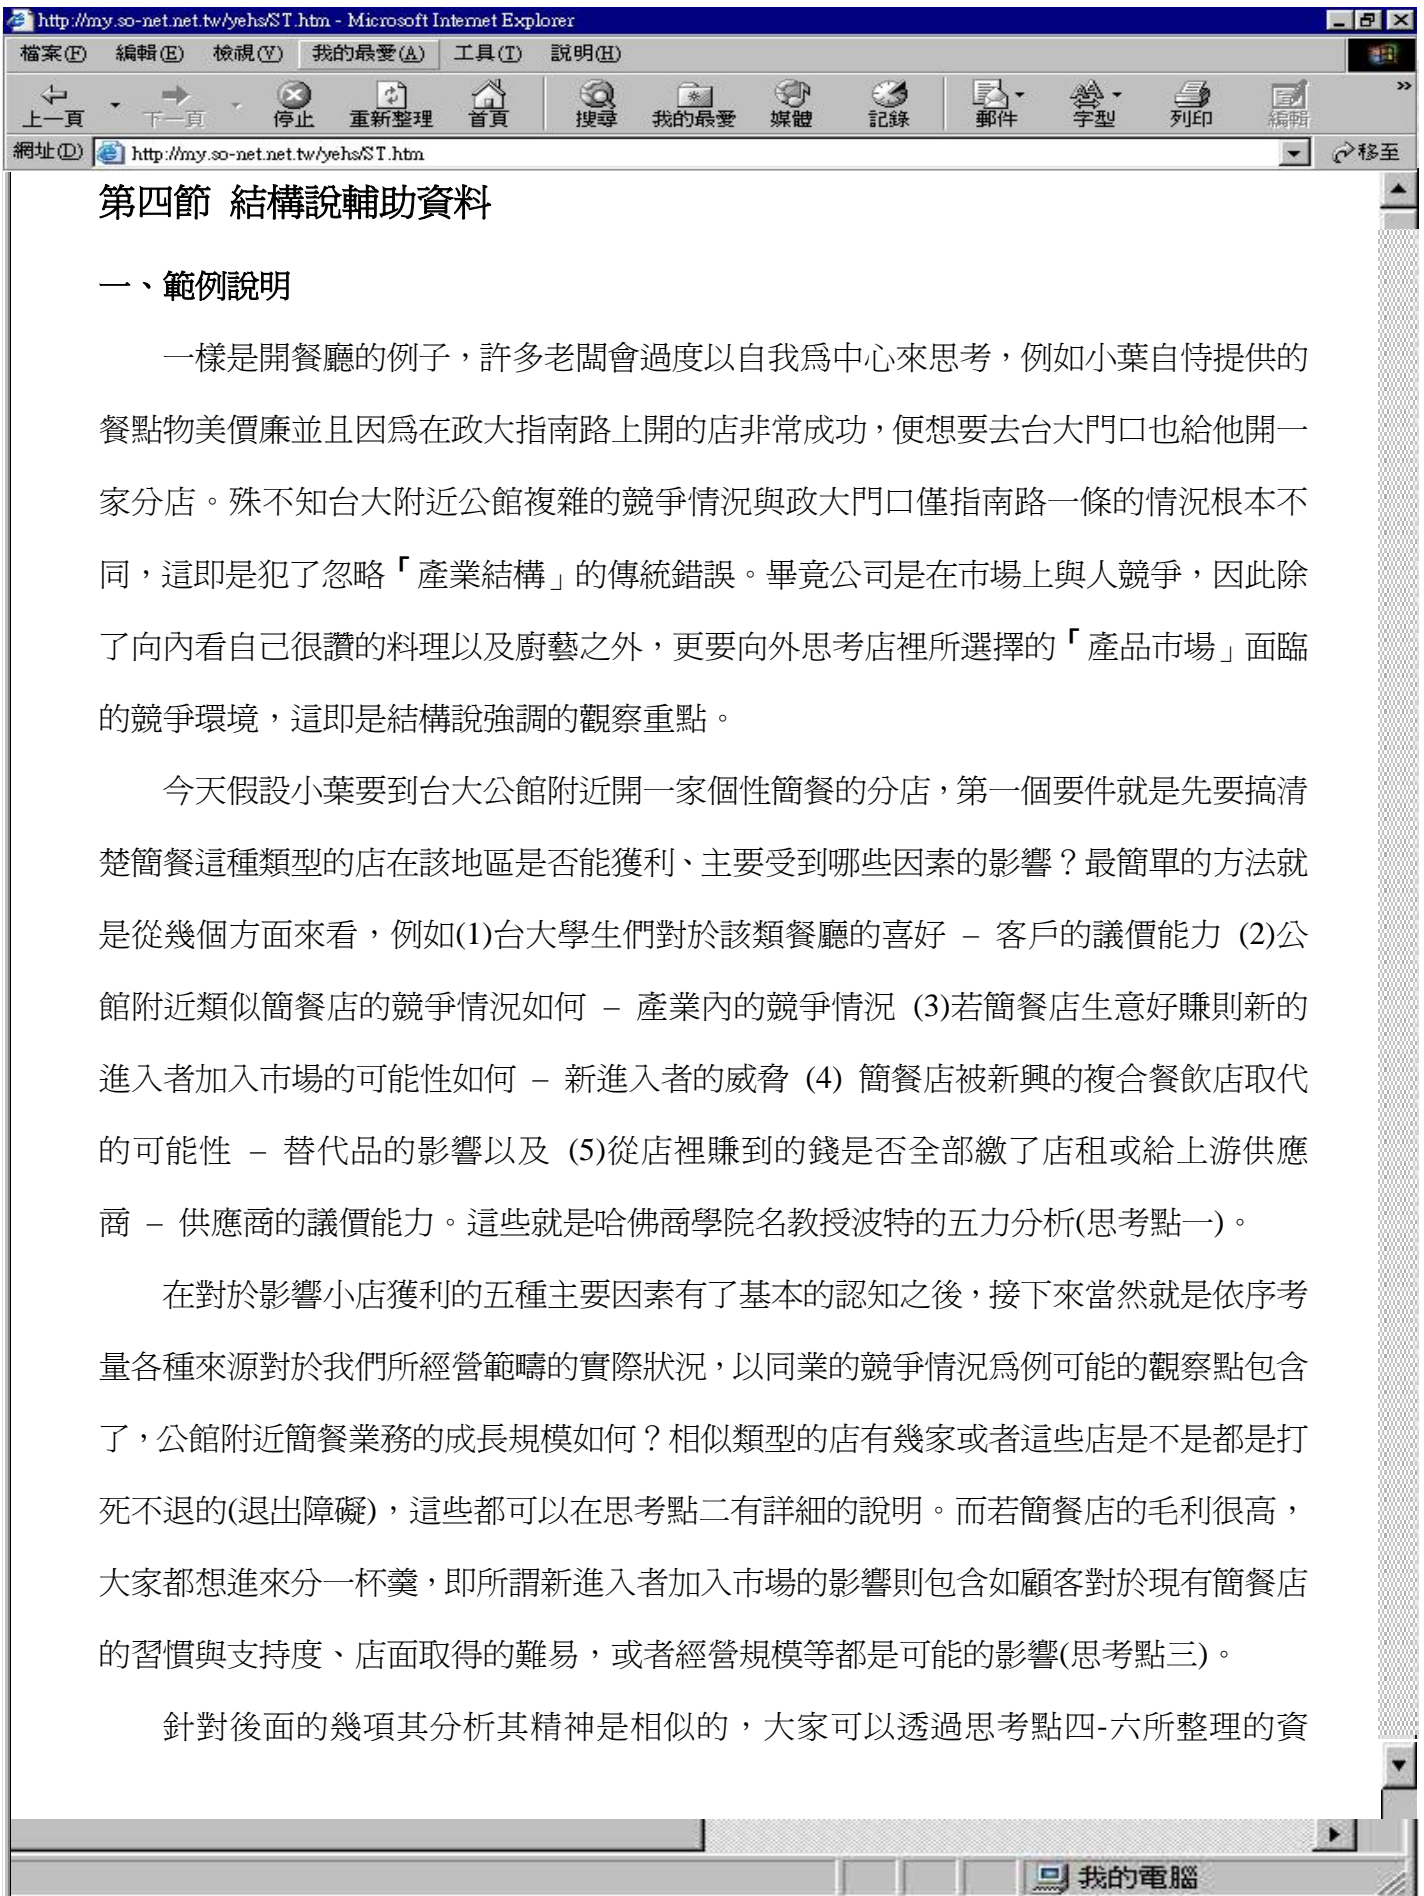 http://my.so-net.net.tw/yehs/ST.htm - Microsoft Internet Explorer
檔案(F) 編輯(E) 檢視(V) 我的最愛(A) 工具(T) 說明(H)
上一頁 下一頁 停止 重新整理 首頁 搜尋 我的最愛 媒體 記錄 郵件 字型 列印 編輯 »
網址(D) http://my.so-net.net.tw/yehs/ST.htm 移至
第四節 結構說輔助資料
一、範例說明
一樣是開餐廳的例子，許多老闆會過度以自我為中心來思考，例如小葉自恃提供的
餐點物美價廉並且因為在政大指南路上開的店非常成功，便想要去台大門口也給他開一
家分店。殊不知台大附近公館複雜的競爭情況與政大門口僅指南路一條的情況根本不
同，這即是犯了忽略「產業結構」的傳統錯誤。畢竟公司是在市場上與人競爭，因此除
了向內看自己很讚的料理以及廚藝之外，更要向外思考店裡所選擇的「產品市場」面臨
的競爭環境，這即是結構說強調的觀察重點。
今天假設小葉要到台大公館附近開一家個性簡餐的分店，第一個要件就是先要搞清
楚簡餐這種類型的店在該地區是否能獲利、主要受到哪些因素的影響？最簡單的方法就
是從幾個方面來看，例如(1)台大學生們對於該類餐廳的喜好 – 客戶的議價能力 (2)公
館附近類似簡餐店的競爭情況如何 – 產業內的競爭情況 (3)若簡餐店生意好賺則新的
進入者加入市場的可能性如何 – 新進入者的威脅 (4) 簡餐店被新興的複合餐飲店取代
的可能性 – 替代品的影響以及 (5)從店裡賺到的錢是否全部繳了店租或給上游供應
商 – 供應商的議價能力。這些就是哈佛商學院名教授波特的五力分析(思考點一)。
在對於影響小店獲利的五種主要因素有了基本的認知之後，接下來當然就是依序考
量各種來源對於我們所經營範疇的實際狀況，以同業的競爭情況為例可能的觀察點包含
了，公館附近簡餐業務的成長規模如何？相似類型的店有幾家或者這些店是不是都是打
死不退的(退出障礙)，這些都可以在思考點二有詳細的說明。而若簡餐店的毛利很高，
大家都想進來分一杯羹，即所謂新進入者加入市場的影響則包含如顧客對於現有簡餐店
的習慣與支持度、店面取得的難易，或者經營規模等都是可能的影響(思考點三)。
針對後面的幾項其分析其精神是相似的，大家可以透過思考點四-六所整理的資
我的電腦